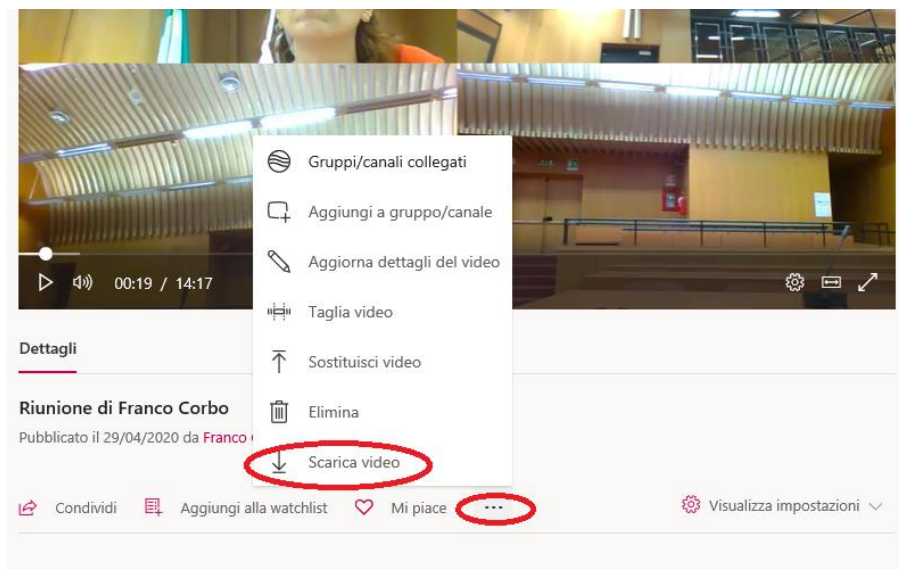 Gruppi/canali collegati
Aggiungi a gruppo/canale
Aggiorna dettagli del video
Taglia video
Sostituisci video
Elimina
Scarica video
00:19 / 14:17
Dettagli
Riunione di Franco Corbo
Pubblicato il 29/04/2020 da Franco
Condividi Aggiungi alla watchlist Mi piace ... Visualizza impostazioni